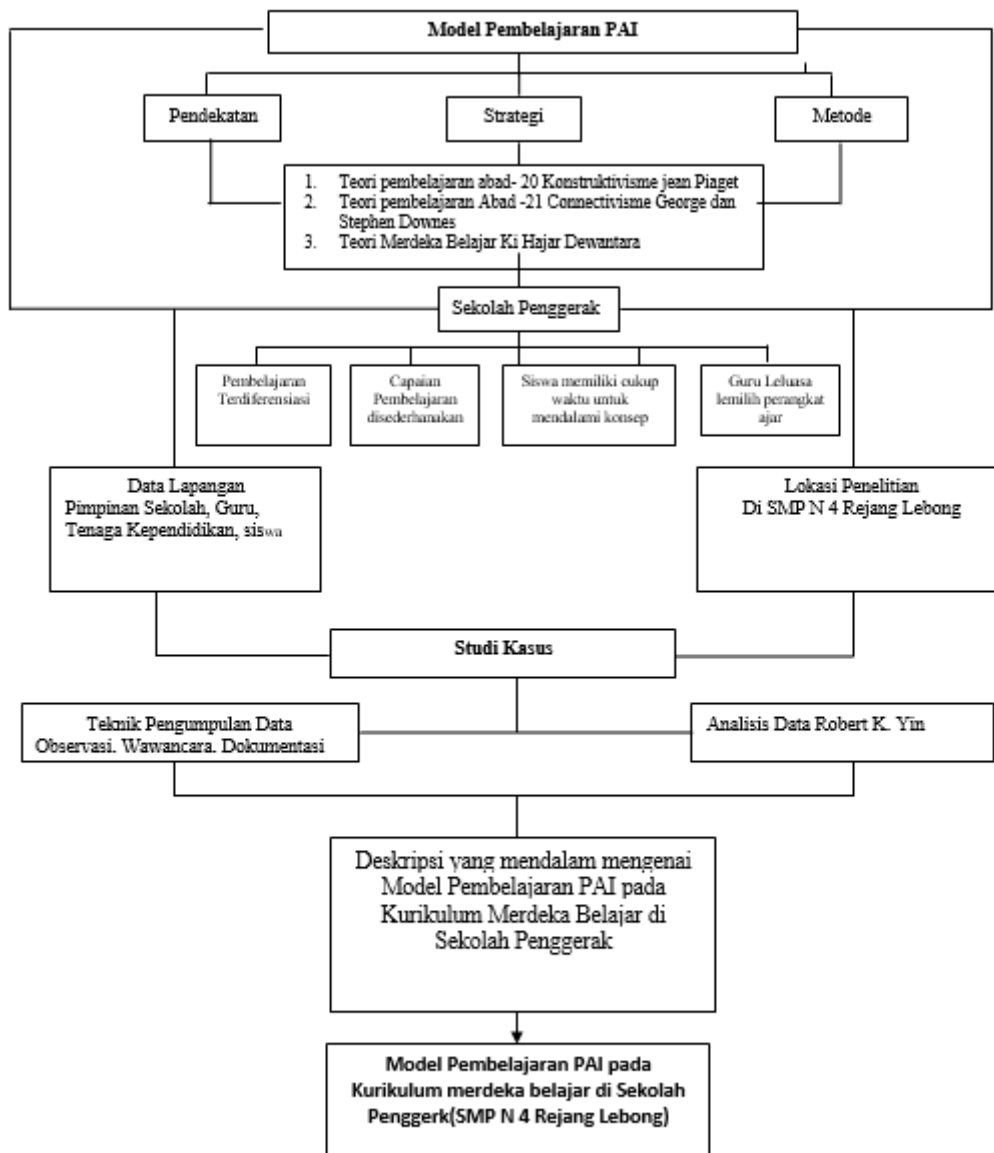 Model Pembelajaran PAI
Pendekatan
Strategi
Metode
1. Teori pembelajaran abad- 20 Konstruktivisme jean Piaget
2. Teori pembelajaran Abad -21 Connectivisme George dan
Stephen Downes
3. Teori Merdeka Belajar Ki Hajar Dewantara
Sekolah Penggerak
Pembelajaran
Terdiferensiasi
Capaian
Pembelajaran
disederhanakan
Siswa memiliki cukup
waktu untuk
mendalami konsep
Guru Leluasa
lemilih perangkat
ajar
Data Lapangan
Pimpinan Sekolah, Guru,
Tenaga Kependidikan, siswa
Lokasi Penelitian
Di SMP N 4 Rejang Lebong
Studi Kasus
Teknik Pengumpulan Data
Observasi. Wawancara. Dokumentasi
Analisis Data Robert K. Yin
Deskripsi yang mendalam mengenai
Model Pembelajaran PAI pada
Kurikulum Merdeka Belajar di
Sekolah Penggerak
Model Pembelajaran PAI pada
Kurikulum merdeka belajar di Sekolah
Penggerk(SMP N 4 Rejang Lebong)